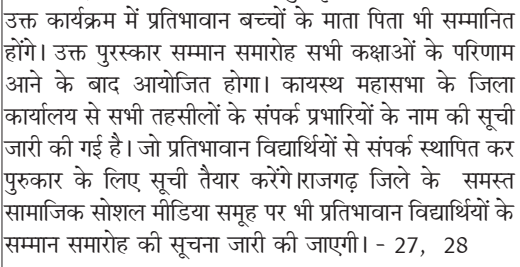 उक्त कार्यक्रम में प्रतिभावान बच्चों के माता पिता भी सम्मानित
होंगे। उक्त पुरस्कार सम्मान समारोह सभी कक्षाओं के परिणाम
आने के बाद आयोजित होगा। कायस्थ महासभा के जिला
कार्यालय से सभी तहसीलों के संपर्क प्रभारियों के नाम की सूची
जारी की गई है। जो प्रतिभावान विद्यार्थियों से संपर्क स्थापित कर
पुरुकार के लिए सूची तैयार करेंगे।राजगढ़ जिले के समस्त
सामाजिक सोशल मीडिया समूह पर भी प्रतिभावान विद्यार्थियों के
सम्मान समारोह की सूचना जारी की जाएगी। - 27, 28